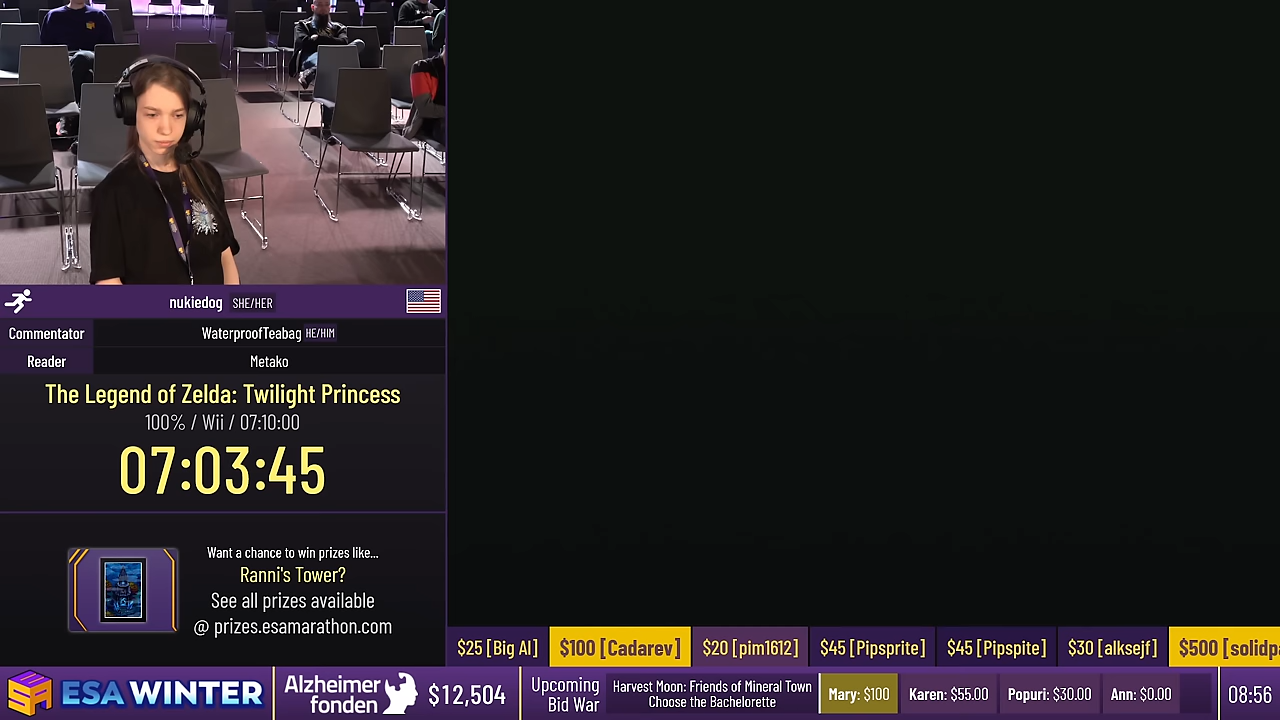 nukiedog SHE/HER
Commentator WaterproofTeabag HE/HIM
Reader Metako
The Legend of Zelda: Twilight Princess
100% / Wii / 07:10:00
07:03:45
Want a chance to win prizes like...
Ranni's Tower?
See all prizes available
@ prizes.esamarathon.com
$25 [Big Al] $100 [Cadarev] $20 [pim1612] $45 [Pipsprite] $45 [Pipspite] $30 [alksejf] $500 [solidp
ESA WINTER
Alzheimer
fonden
$12,504
Upcoming
Bid War
Harvest Moon: Friends of Mineral Town
Choose the Bachelorette
Mary: $100 Karen: $55.00 Popuri: $30.00 Ann: $0.00
08:56